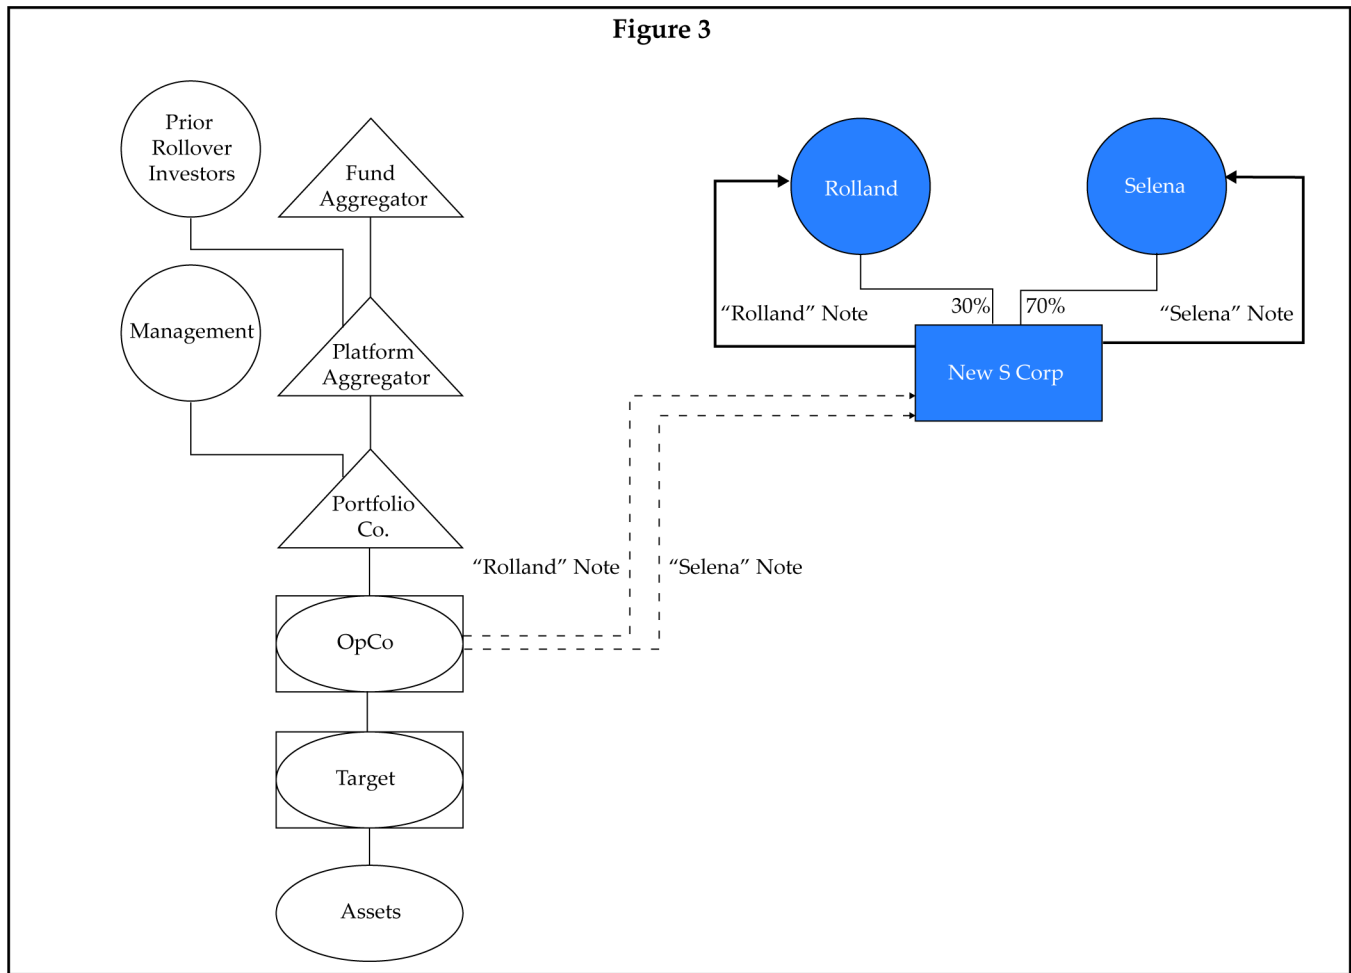 Figure 3
Prior
Rollover
Investors
Fund
Aggregator
Rolland
Selena
Management
Platform
Aggregator
“Rolland” Note
30%
70%
“Selena” Note
New S Corp
Portfolio
Co.
“Rolland” Note
“Selena” Note
OpCo
Target
Assets